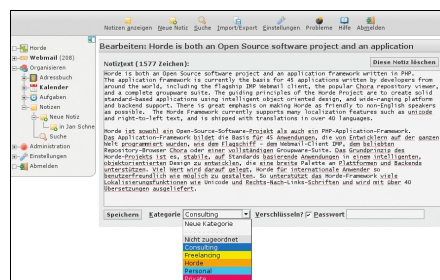 Notizen anzeigen Neue Notiz Suche Import/Export Einstellungen Probleme Hilfe Abmelden
Horde
Webmail (208)
Organisieren
Adressbuch
Kalender
Aufgaben
Notizen
Neue Notiz
in Jan Schne
Suche
Administration
Einstellungen
Abmelden
Bearbeiten: Horde is both an Open Source software project and an application
Notiztext (1577 Zeichen):
Diese Notiz löschen
Horde is both an Open Source software project and an application framework written in PHP.
The application framework is currently the basis for 45 applications written by developers from
around the world, including the flagship IMP Webmail client, the popular Chora repository viewer,
and a complete groupware suite. The guiding principles of the Horde Project are to create solid
standard-based applications using intelligent object oriented design, and wide-ranging platform
and backend support. There is great emphasis on making Horde as friendly to non-English speakers
as possible. The Horde Framework currently supports many localization features such as unicode
and right-to-left text, and is shipped with translations in over 40 languages.
Horde ist sowohl ein Open-Source-Software-Projekt als auch ein PHP-Application-Framework.
Das Application-Framework bildet die Basis für 45 Anwendungen, die von Entwicklern auf der ganzen
Welt programmiert wurden, wie dem Flagschiff - dem Webmail-Client IMP, dem beliebten
Repository-Browser Chora oder einer vollständigen Groupware-Suite. Das Grundprinzip des
Horde-Projekts ist es, stabile, auf Standards basierende Anwendungen in einem intelligenten,
objektorientierten Design zu entwickeln, die eine breite Palette an Plattformen und Backends
unterstützen. Viel Wert wird darauf gelegt, Horde für internationale Anwender so
benutzerfreundlich wie möglich zu gestalten. So unterstützt das Horde-Framework viele
Lokalisierungsfunktionen wie Unicode und Rechts-Nach-Links-Schriften und wird mit über 40
Übersetzungen ausgeliefert.
Speichern Kategorie Consulting Verschlüsseln? Passwort
Neue Kategorie
Nicht zugeordnet
Consulting
Freelancing
Horde
Personal
Private